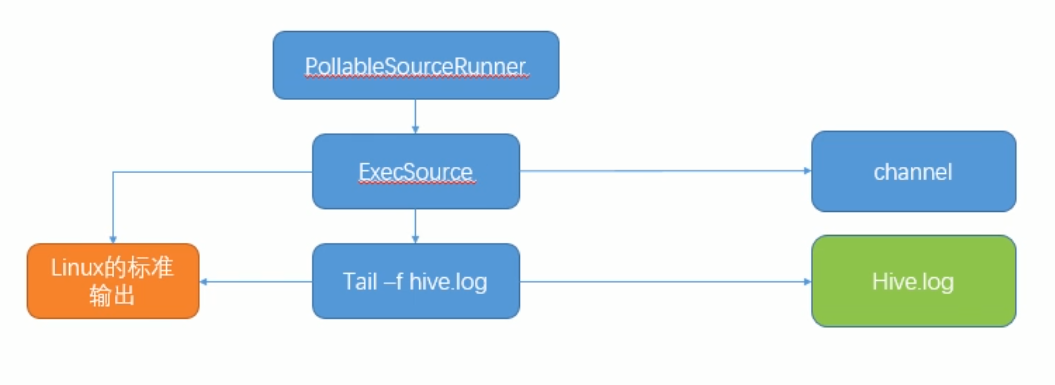 PollableSourceRunner
ExecSource
channel
Linux的标准
输出
Tail –f hive.log
Hive.log